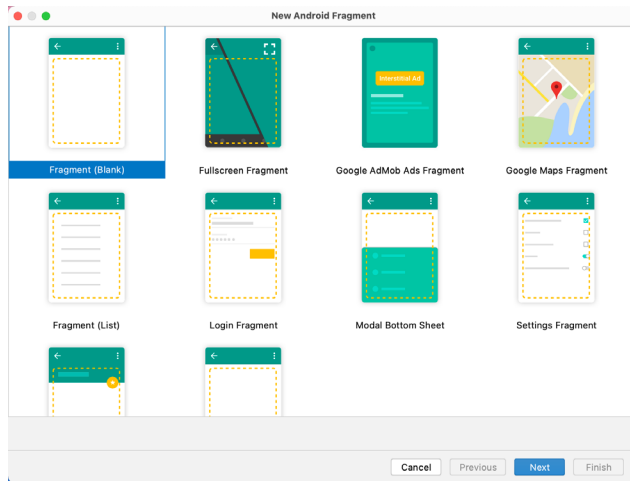 New Android Fragment
Interstitial Ad
Fragment (Blank)
Fullscreen Fragment
Google AdMob Ads Fragment
Google Maps Fragment
Fragment (List)
Login Fragment
Modal Bottom Sheet
Settings Fragment
Cancel
Previous
Next
Finish